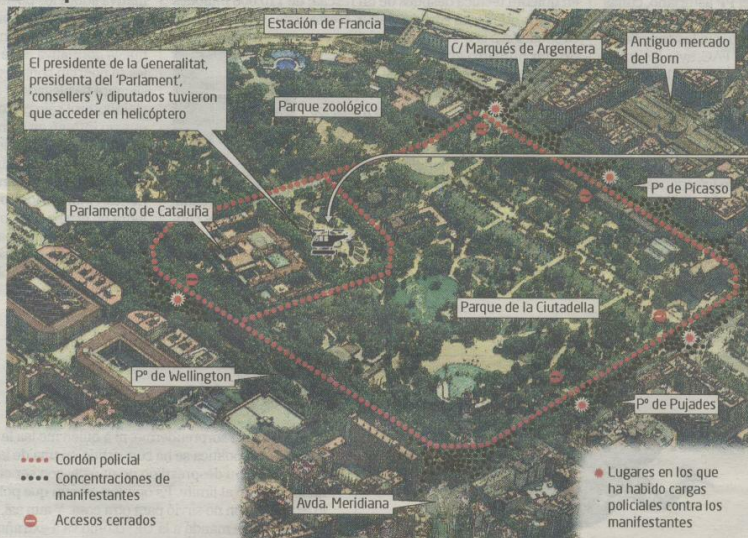 Estación de Francia
C/ Marqués de Argentera
Antiguo mercado
del Born
El presidente de la Generalitat,
presidenta del 'Parlament',
'consellers' y diputados tuvieron
que acceder en helicóptero
Parque zoológico
Pº de Picasso
Parlamento de Cataluña
Parque de la Ciutadella
Pº de Wellington
Pº de Pujades
Avda. Meridiana
Cordón policial
Concentraciones de
manifestantes
Accesos cerrados
Lugares en los que
ha habido cargas
policiales contra los
manifestantes